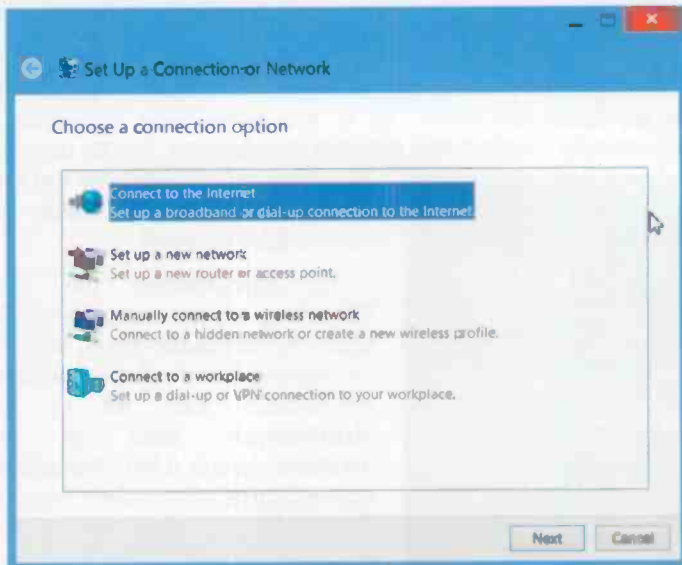 Set Up a Connection or Network
Choose a connection option
Connect to the Internet
Set up a broadband or dial-up connection to the Internet.
Set up a new network
Set up a new router or access point.
Manually connect to a wireless network
Connect to a hidden network or create a new wireless profile.
Connect to a workplace
Set up a dial-up or VPN connection to your workplace.
Next
Cancel